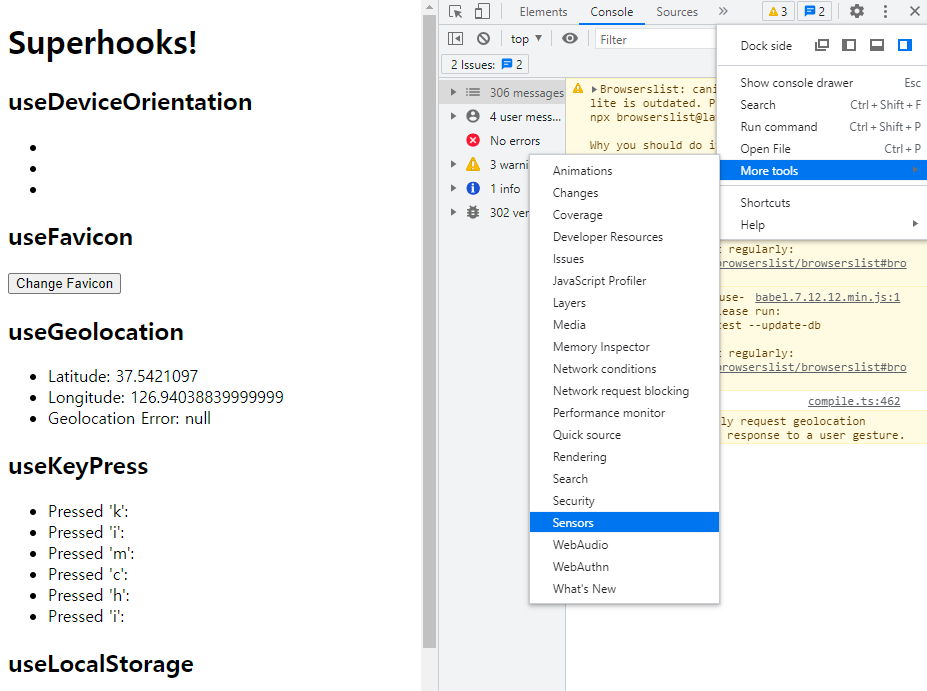 Superhooks!
useDeviceOrientation
useFavicon
Change Favicon
useGeolocation
Latitude: 37.5421097
Longitude: 126.94038839999999
Geolocation Error: null
useKeyPress
Pressed 'k':
Pressed 'i':
Pressed 'm':
Pressed 'c':
Pressed 'h':
Pressed 'i':
useLocalStorage
Elements Console Sources » 3 2
top ▼ Filter
2 Issues: 2
306 messages
4 user mess...
No errors
3 warni
1 info
302 ver
Browserslist: cani
lite is outdated. P
npx browserslist@la
Why you should do i
Dock side
Show console drawer Esc
Search Ctrl + Shift + F
Run command Ctrl + Shift + P
Open File Ctrl + P
More tools
Shortcuts
Help
Animations
Changes
Coverage
Developer Resources
Issues
JavaScript Profiler
Layers
Media
Memory Inspector
Network conditions
Network request blocking
Performance monitor
Quick source
Rendering
Search
Security
Sensors
WebAudio
WebAuthn
What's New
t regularly:
browserslist/browserslist#bro
use- babel.7.12.12.min.js:1
lease run:
test --update-db
t regularly:
browserslist/browserslist#bro
compile.ts:462
ly request geolocation
response to a user gesture.